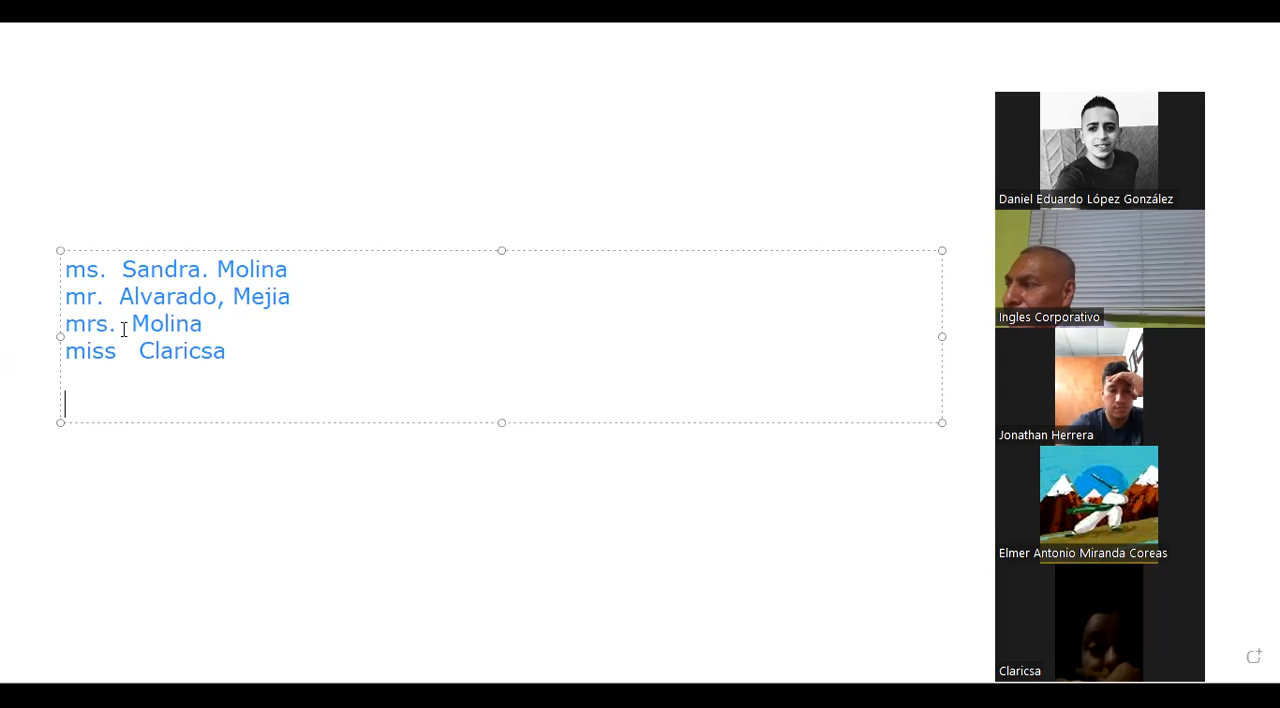 ms. Sandra. Molina
mr. Alvarado, Mejia
mrs. Molina
miss Claricsa
Daniel Eduardo López González
Ingles Corporativo
Jonathan Herrera
Elmer Antonio Miranda Coreas
Claricsa